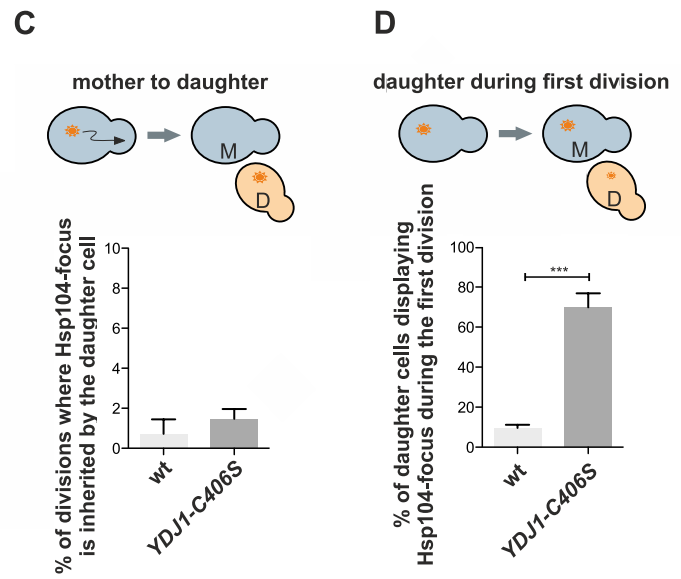 C
mother to daughter
M
D
% of divisions where Hsp104-focus
is inherited by the daughter cell
10
8
6
4
2
0
wt
YDJ1-C406S
D
daughter during first division
M
D
% of daughter cells displaying
Hsp104-focus during the first division
100
80
60
40
20
0
***
wt
YDJ1-C406S